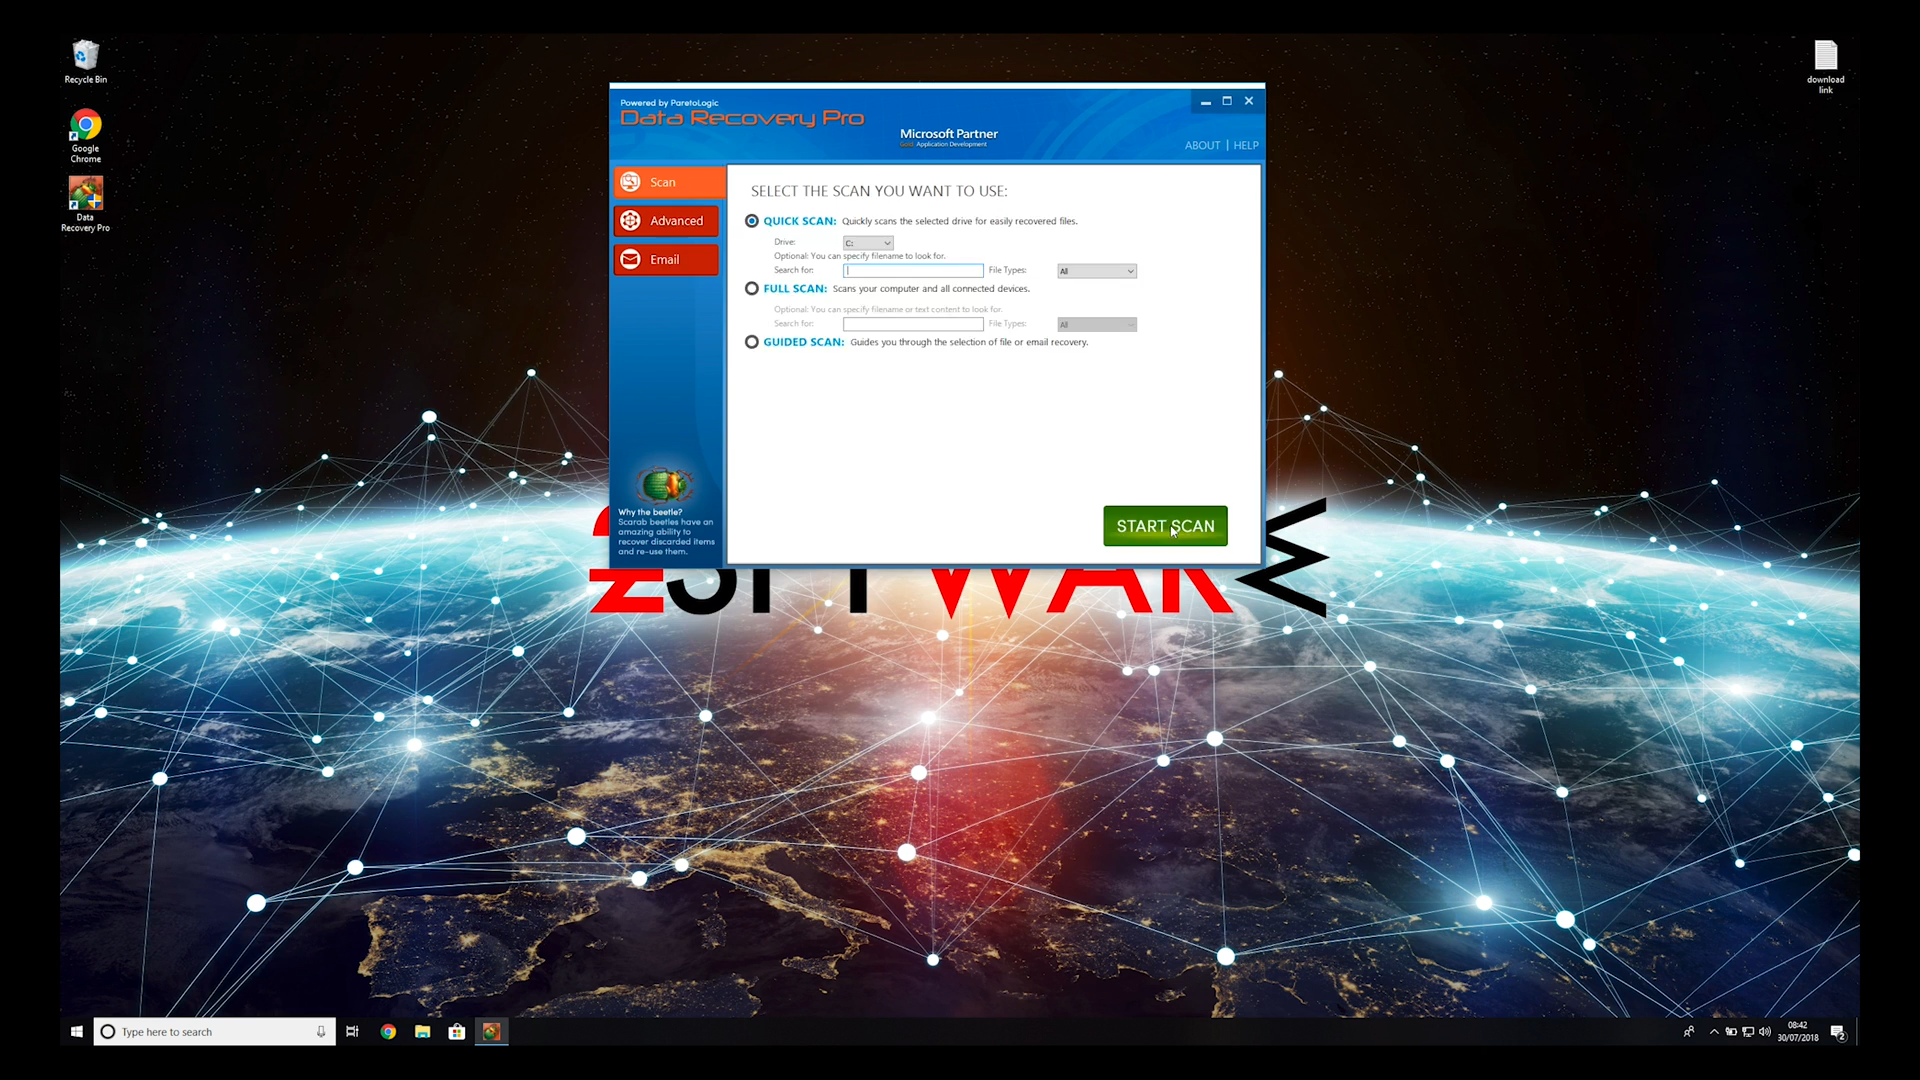 Recycle Bin
Google
Chrome
Data
Recovery Pro
download
link
Powered by ParetoLogic
Data Recovery Pro
Microsoft Partner
Gold Application Development
ABOUT | HELP
Scan
Advanced
Email
SELECT THE SCAN YOU WANT TO USE:
QUICK SCAN: Quickly scans the selected drive for easily recovered files.
Drive: C:
Optional: You can specify filename to look for.
Search for: File Types: All
FULL SCAN: Scans your computer and all connected devices.
Optional: You can specify filename or text content to look for.
Search for: File Types: All
GUIDED SCAN: Guides you through the selection of file or email recovery.
START SCAN
Why the beetle?
Scarab beetles have an
amazing ability to
recover discarded items
and re-use them.
Type here to search
08:42
30/07/2018
2